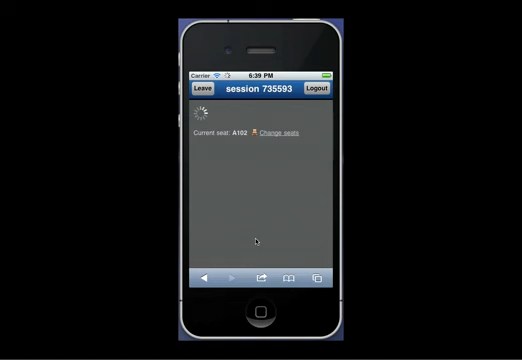 Carrier 6:39 PM
Leave session 735593 Logout
Current seat: A102 Change seats